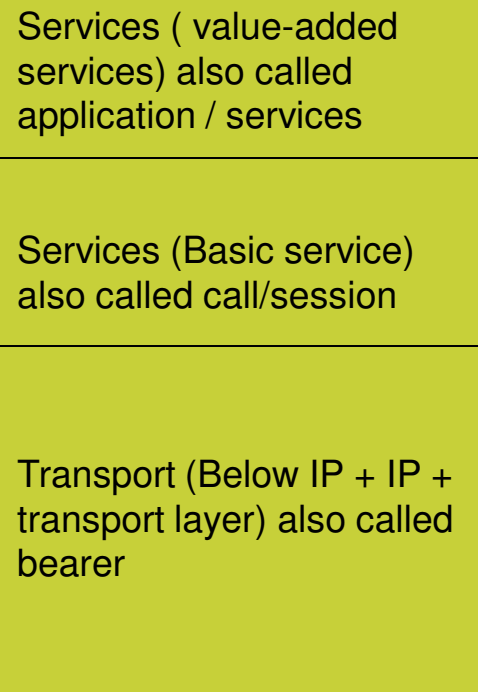 Services ( value-added
services) also called
application / services
Services (Basic service)
also called call/session
Transport (Below IP + IP +
transport layer) also called
bearer